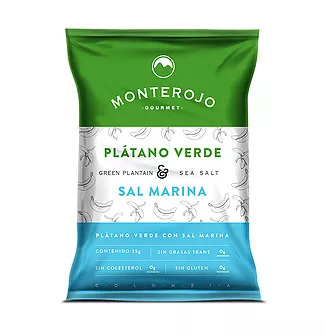 MONTEROJO
GOURMET
PLÁTANO VERDE
GREEN PLANTAIN & SEA SALT
SAL MARINA
PLÁTANO VERDE CON SAL MARINA
CONTENIDO 35g SIN GRASAS TRANS 0g
SIN COLESTEROL 0g SIN GLUTEN 0g
COLOMBIA